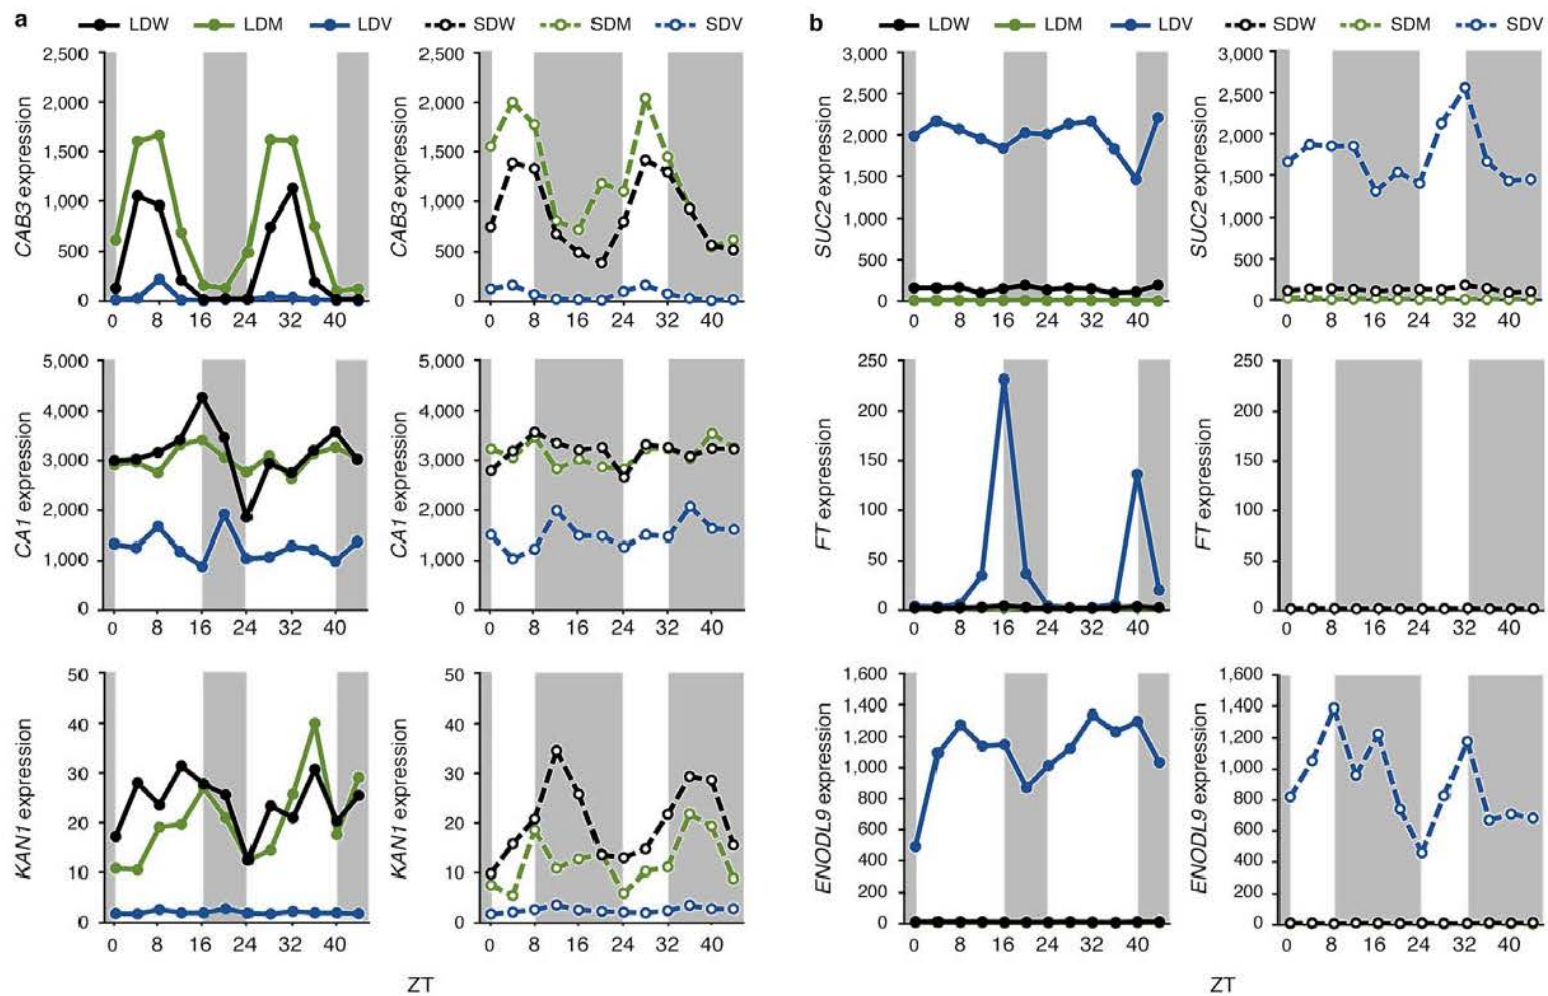 a LDW LDM LDV SDW SDM SDV
b LDW LDM LDV SDW SDM SDV
CAB3 expression
2,500
2,000
1,500
1,000
500
0
0 8 16 24 32 40
CAB3 expression
2,500
2,000
1,500
1,000
500
0
0 8 16 24 32 40
SUC2 expression
3,000
2,500
2,000
1,500
1,000
500
0
0 8 16 24 32 40
SUC2 expression
3,000
2,500
2,000
1,500
1,000
500
0
0 8 16 24 32 40
CA1 expression
5,000
4,000
3,000
2,000
1,000
0
0 8 16 24 32 40
CA1 expression
5,000
4,000
3,000
2,000
1,000
0
0 8 16 24 32 40
FT expression
250
200
150
100
50
0
0 8 16 24 32 40
FT expression
250
200
150
100
50
0
0 8 16 24 32 40
KAN1 expression
50
40
30
20
10
0
0 8 16 24 32 40
KAN1 expression
50
40
30
20
10
0
0 8 16 24 32 40
ENODL9 expression
1,600
1,400
1,200
1,000
800
600
400
200
0
0 8 16 24 32 40
ENODL9 expression
1,600
1,400
1,200
1,000
800
600
400
200
0
0 8 16 24 32 40
ZT
ZT